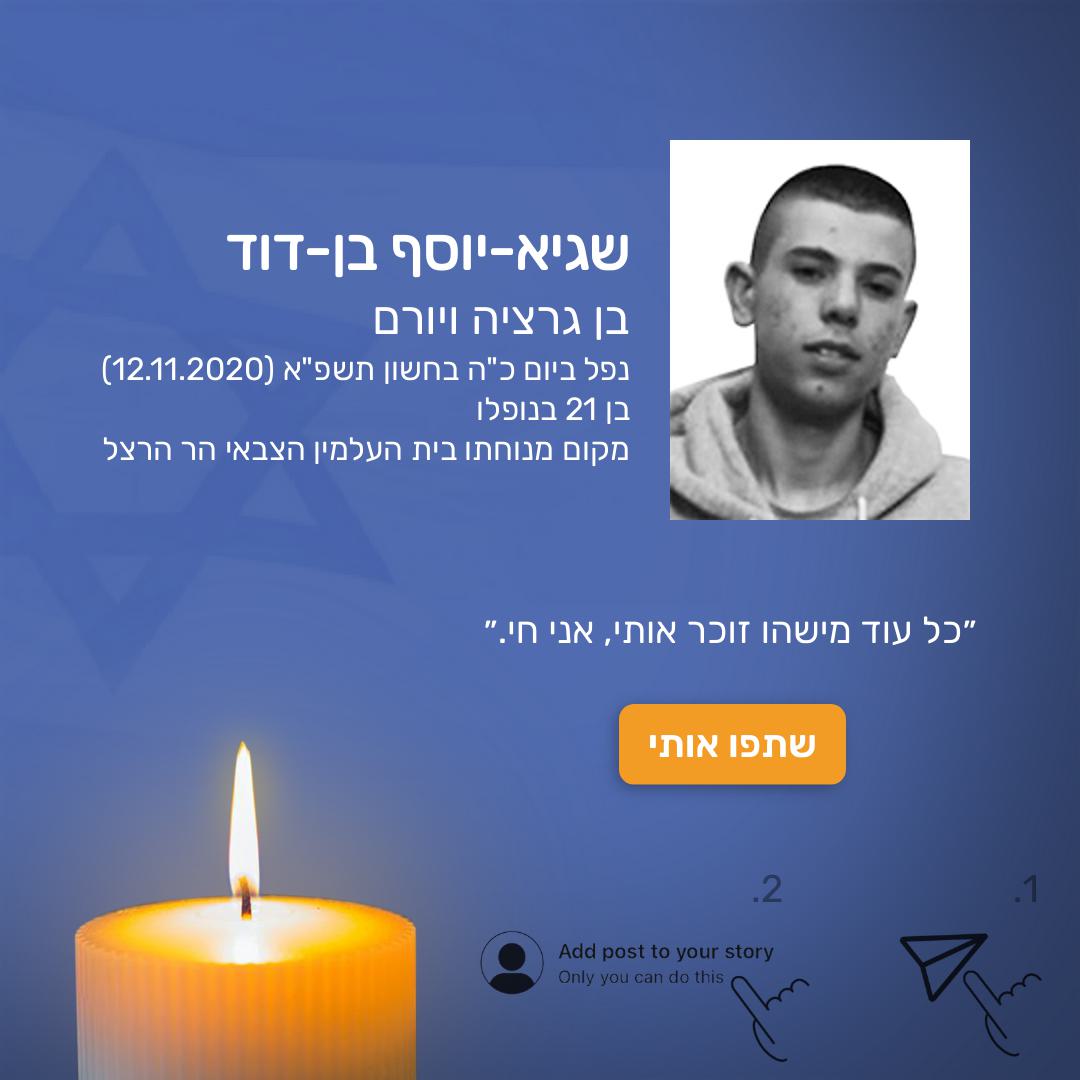 שגיא-יוסף בן-דוד
בן גרציה ויורם
נפל ביום כ"ה בחשון תשפ"א (12.11.2020)
בן 21 בנופלו
מקום מנוחתו בית העלמין הצבאי הר הרצל
"כל עוד מישהו זוכר אותי, אני חי."
שתפו אותי
1.
2.
Add post to your story
Only you can do this